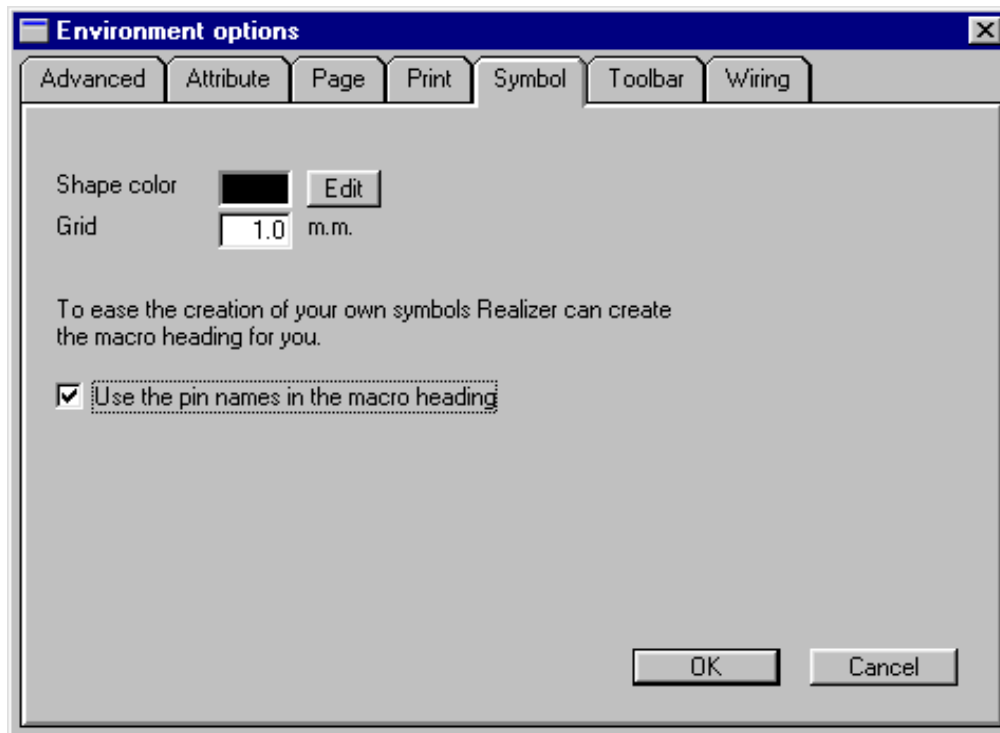 Environment options
Advanced Attribute Page Print Symbol Toolbar Wiring
Shape color Edit
Grid 1.0 m.m.
To ease the creation of your own symbols Realizer can create
the macro heading for you.
Use the pin names in the macro heading
OK Cancel